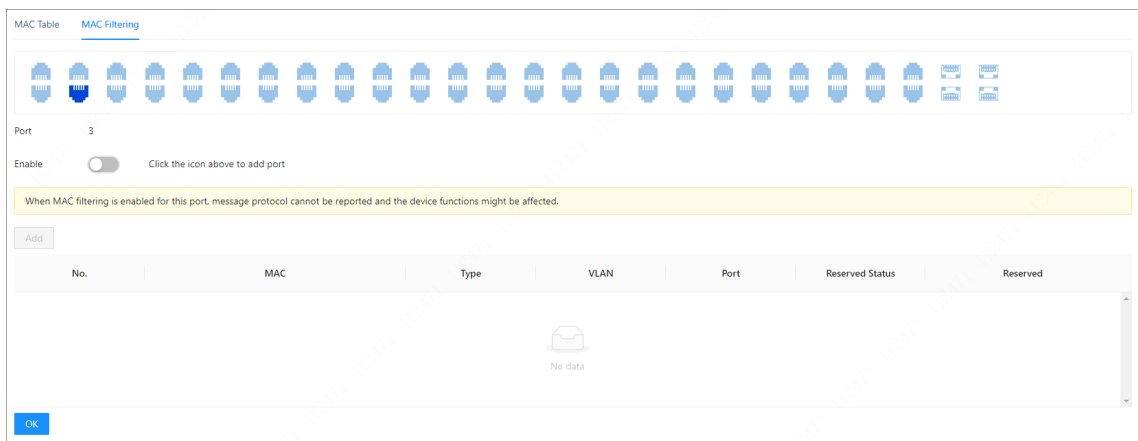 MAC Table MAC Filtering
Port 3
Enable Click the icon above to add port
When MAC filtering is enabled for this port, message protocol cannot be reported and the device functions might be affected.
Add
No. MAC Type VLAN Port Reserved Status Reserved
No data
OK